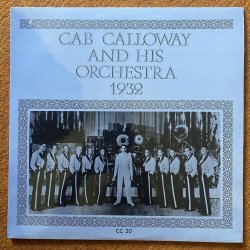 CAB CALLOWAY
AND HIS
ORCHESTRA
1932
CC 20